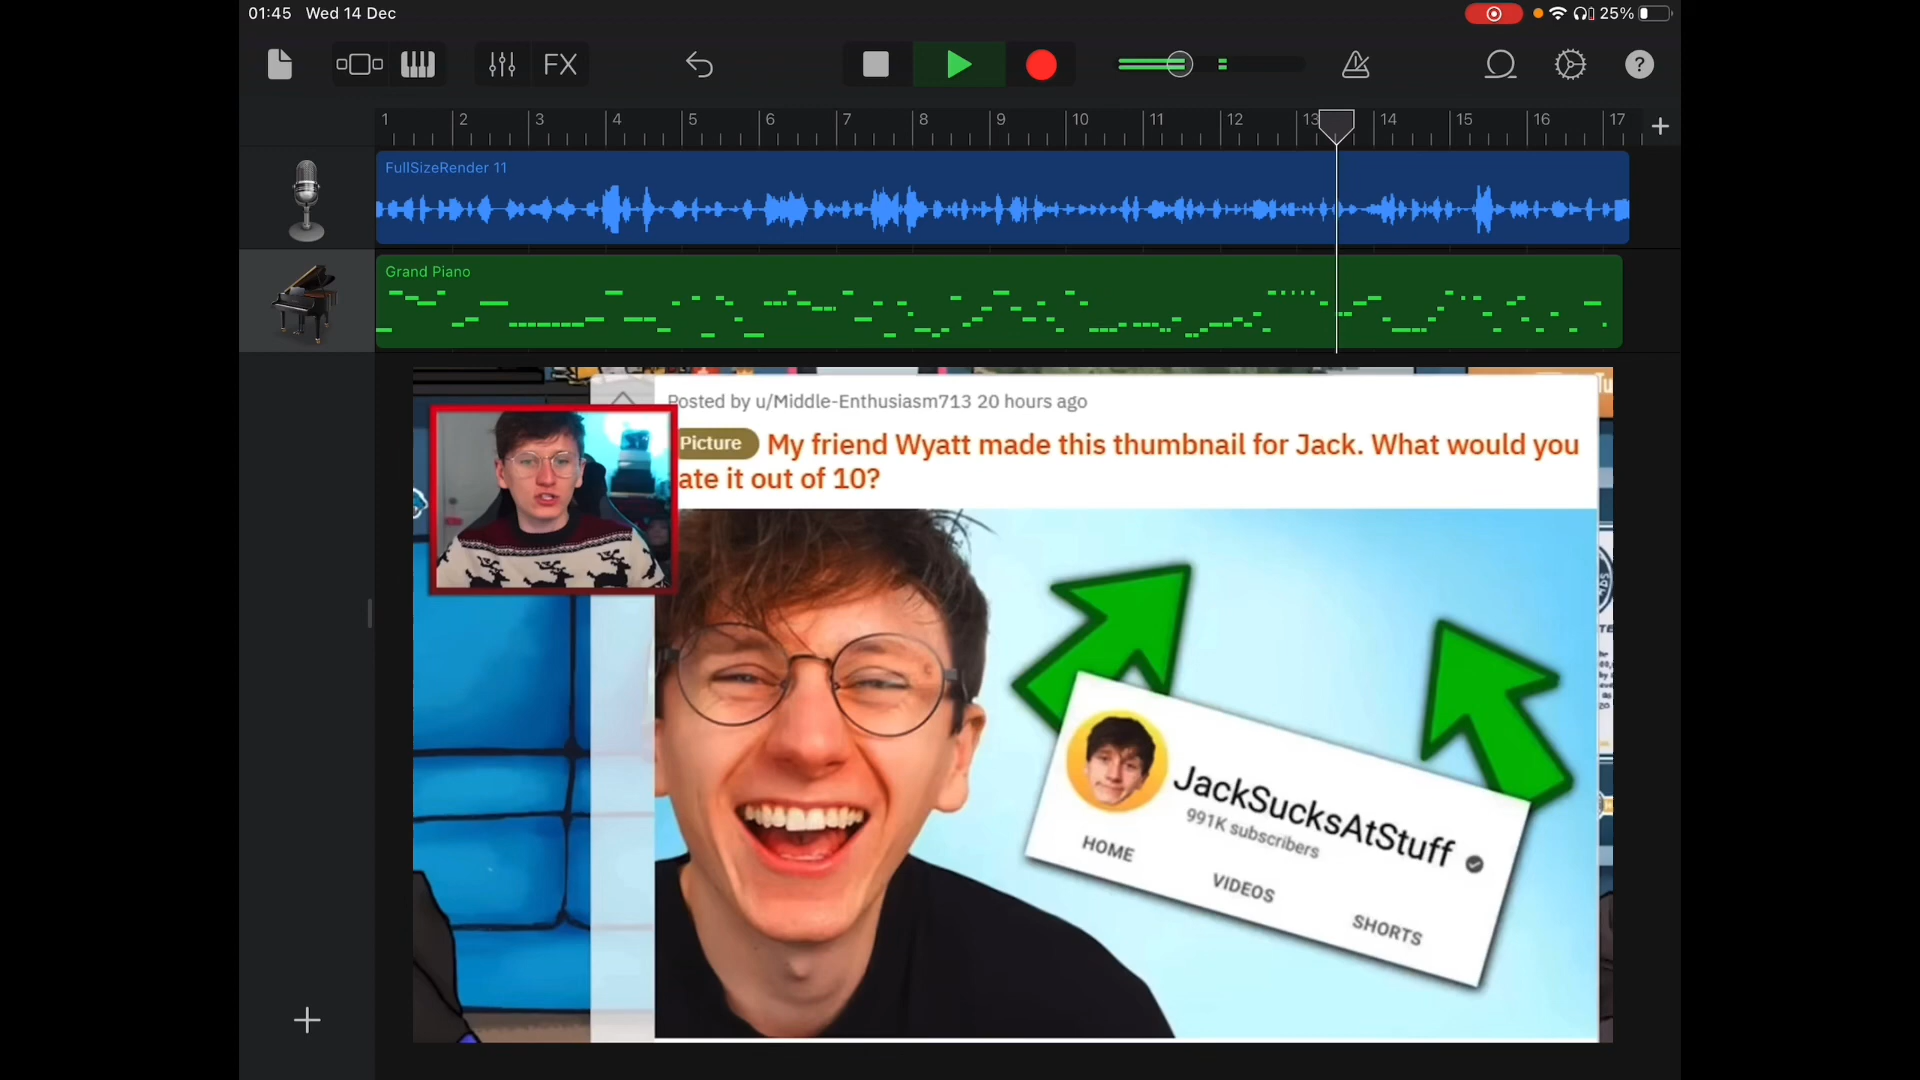 01:45 Wed 14 Dec
25%
FX
?
1 2 3 4 5 6 7 8 9 10 11 12 13 14 15 16 17
FullSizeRender 11
Grand Piano
Posted by u/Middle-Enthusiasm713 20 hours ago
Picture My friend Wyatt made this thumbnail for Jack. What would you
ate it out of 10?
JackSucksAtStuff
991K subscribers
HOME
VIDEOS
SHORTS